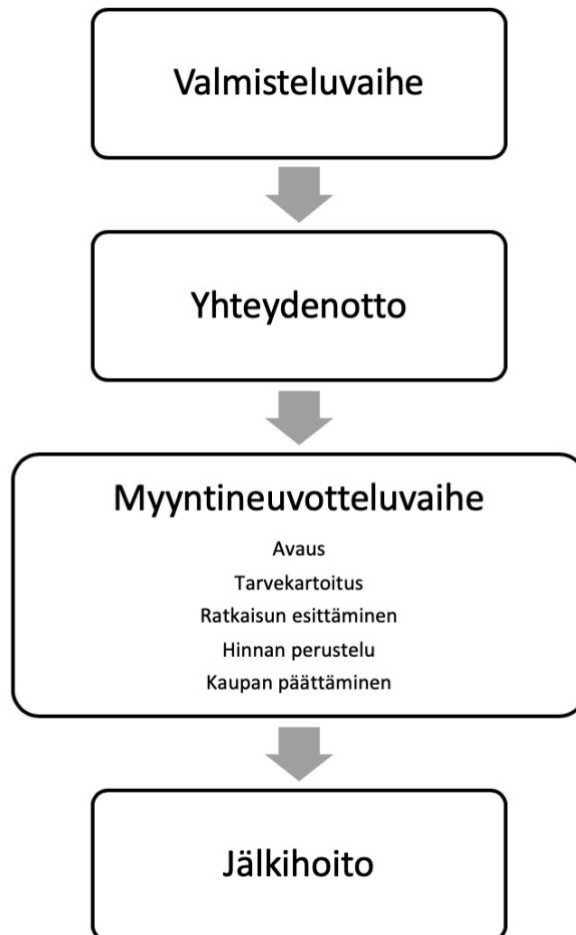 Valmisteluvaihe
Yhteydenotto
Myyntineuvotteluvaihe
Avaus
Tarvekartoitus
Ratkaisun esittäminen
Hinnan perustelu
Kaupan päättäminen
Jälkihoito